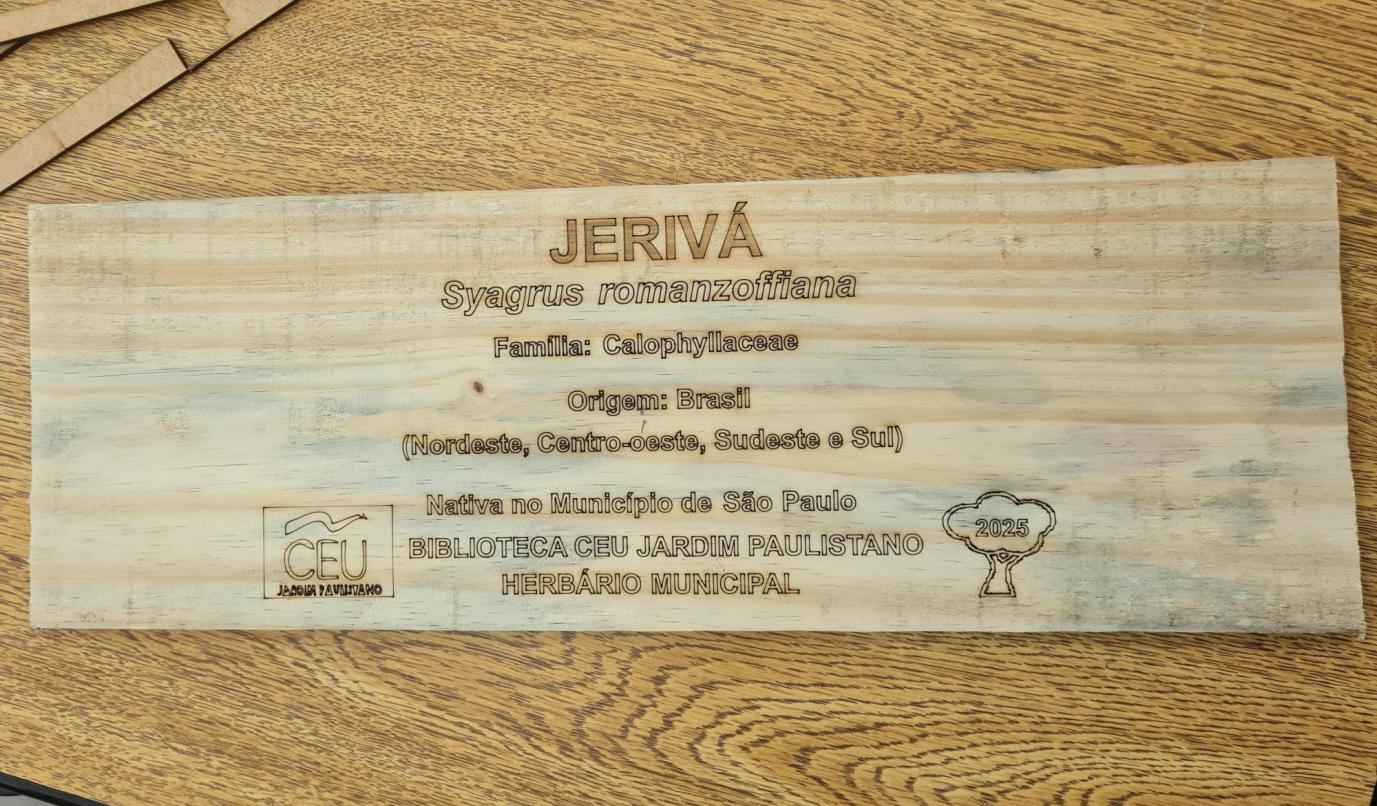 JERIVÁ
Syagrus romanzoffiana
Família: Calophyllaceae
Origem: Brasil
(Nordeste, Centro-oeste, Sudeste e Sul)
Nativa no Município de São Paulo
BIBLIOTECA CEU JARDIM PAULISTANO
HERBÁRIO MUNICIPAL
CEU
JARDIM PAULISTANO
2025